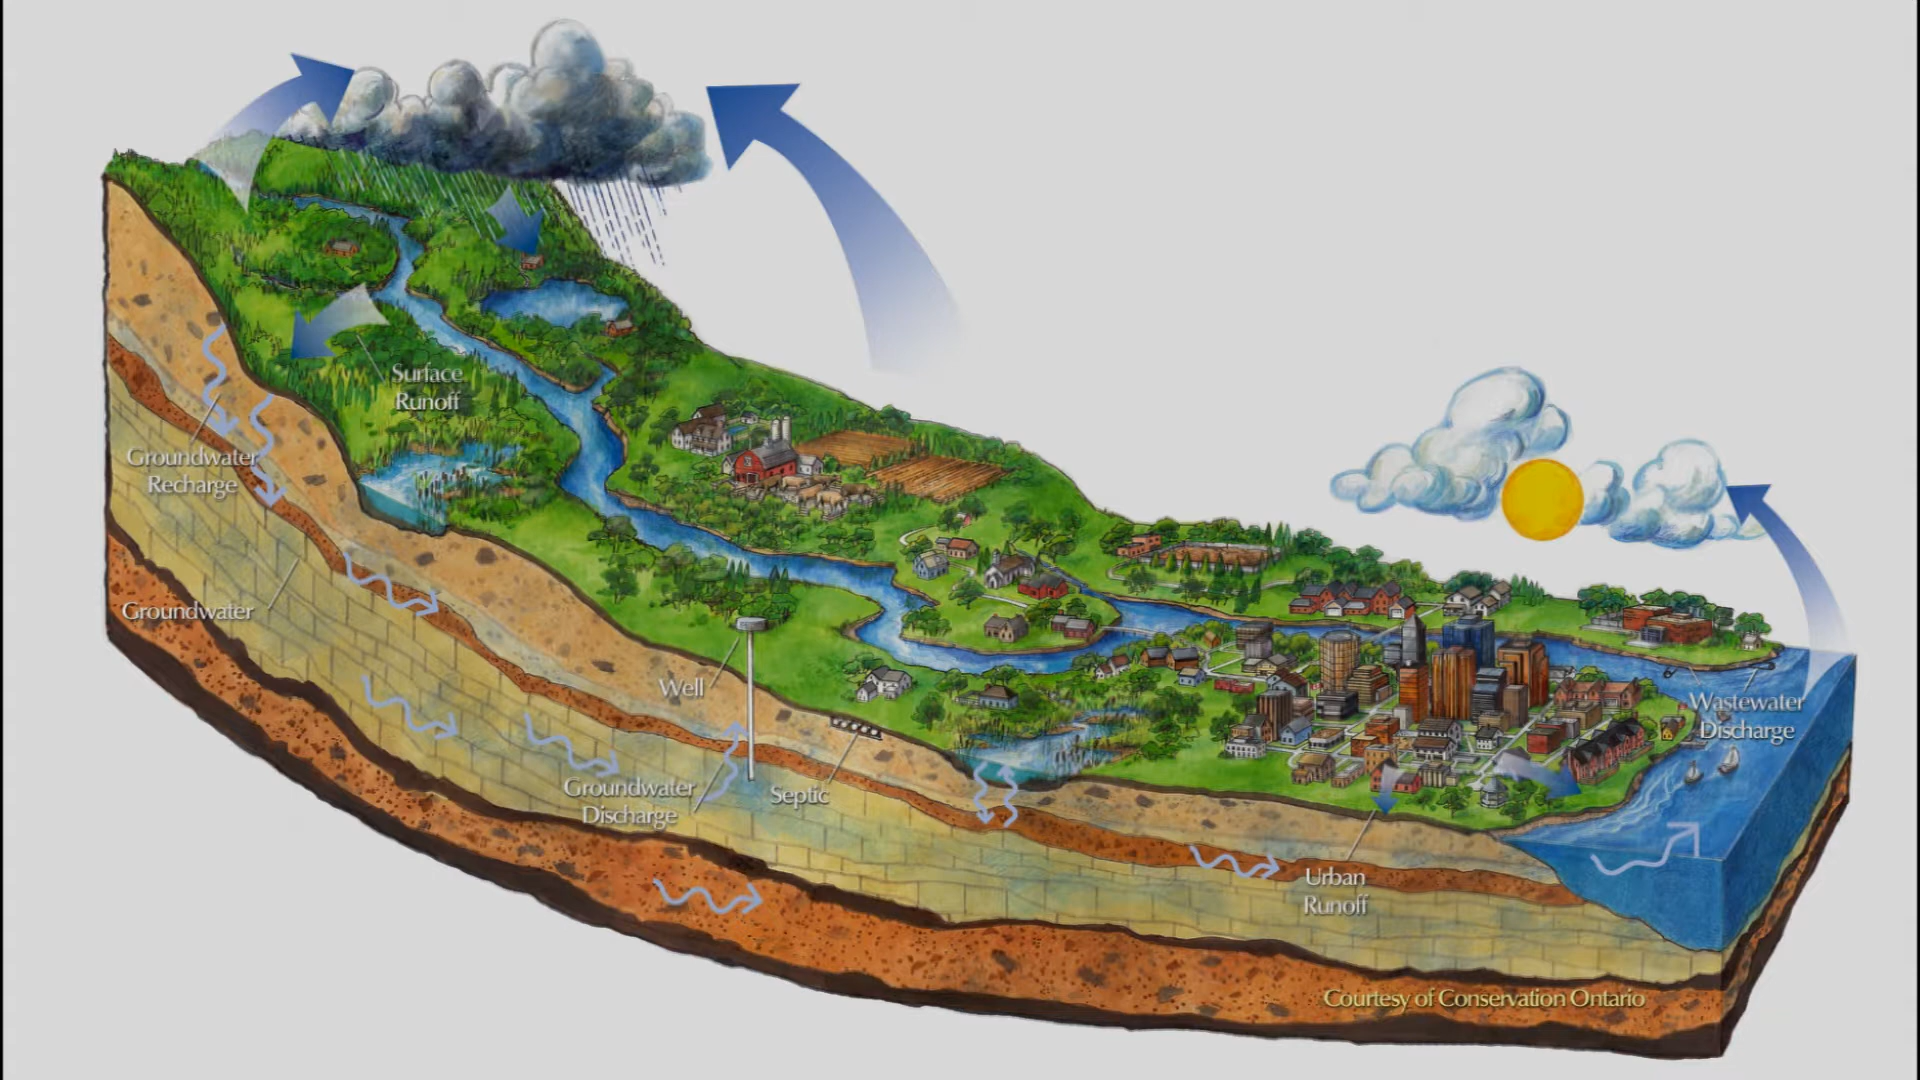 Surface
Runoff
Groundwater
Recharge
Groundwater
Well
Groundwater
Discharge
Septic
Wastewater
Discharge
Urban
Runoff
Courtesy of Conservation Ontario